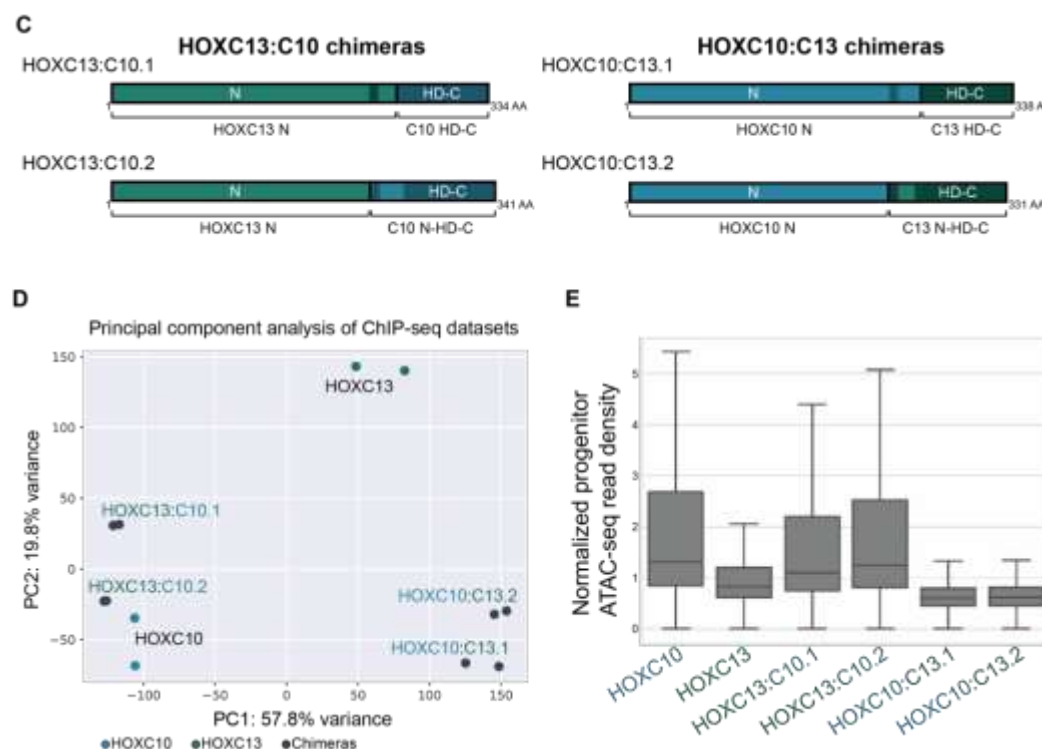 C
HOXC13:C10 chimeras
HOXC13:C10.1
N
HD-C
1
334 AA
HOXC13 N
C10 HD-C
HOXC13:C10.2
N
HD-C
1
341 AA
HOXC13 N
C10 N-HD-C
HOXC10:C13 chimeras
HOXC10:C13.1
N
HD-C
1
338 A
HOXC10 N
C13 HD-C
HOXC10:C13.2
N
HD-C
1
331 AA
HOXC10 N
C13 N-HD-C
D
Principal component analysis of ChIP-seq datasets
PC2: 19.8% variance
150
100
50
0
−50
HOXC13
HOXC13:C10.1
HOXC13:C10.2
HOXC10
HOXC10:C13.2
HOXC10:C13.1
−100 −50 0 50 100 150
PC1: 57.8% variance
HOXC10 HOXC13 Chimeras
E
Normalized progenitor
ATAC-seq read density
5
4
3
2
1
0
HOXC10
HOXC13
HOXC13:C10.1
HOXC13:C10.2
HOXC10:C13.1
HOXC10:C13.2